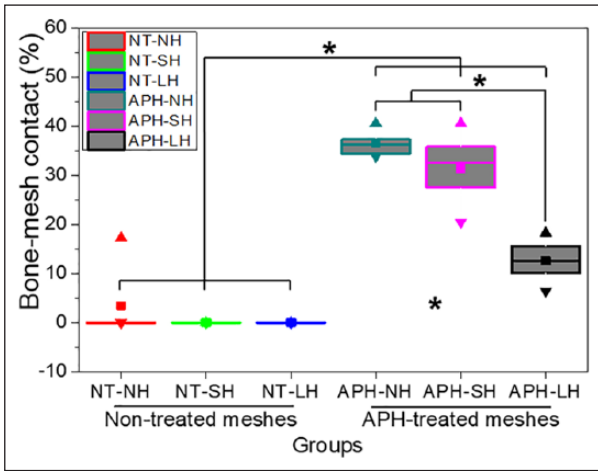 60
50
40
30
20
10
0
-10
Bone-mesh contact (%)
NT-NH
NT-SH
NT-LH
APH-NH
APH-SH
APH-LH
*
*
*
NT-NH NT-SH NT-LH APH-NH APH-SH APH-LH
Non-treated meshes APH-treated meshes
Groups